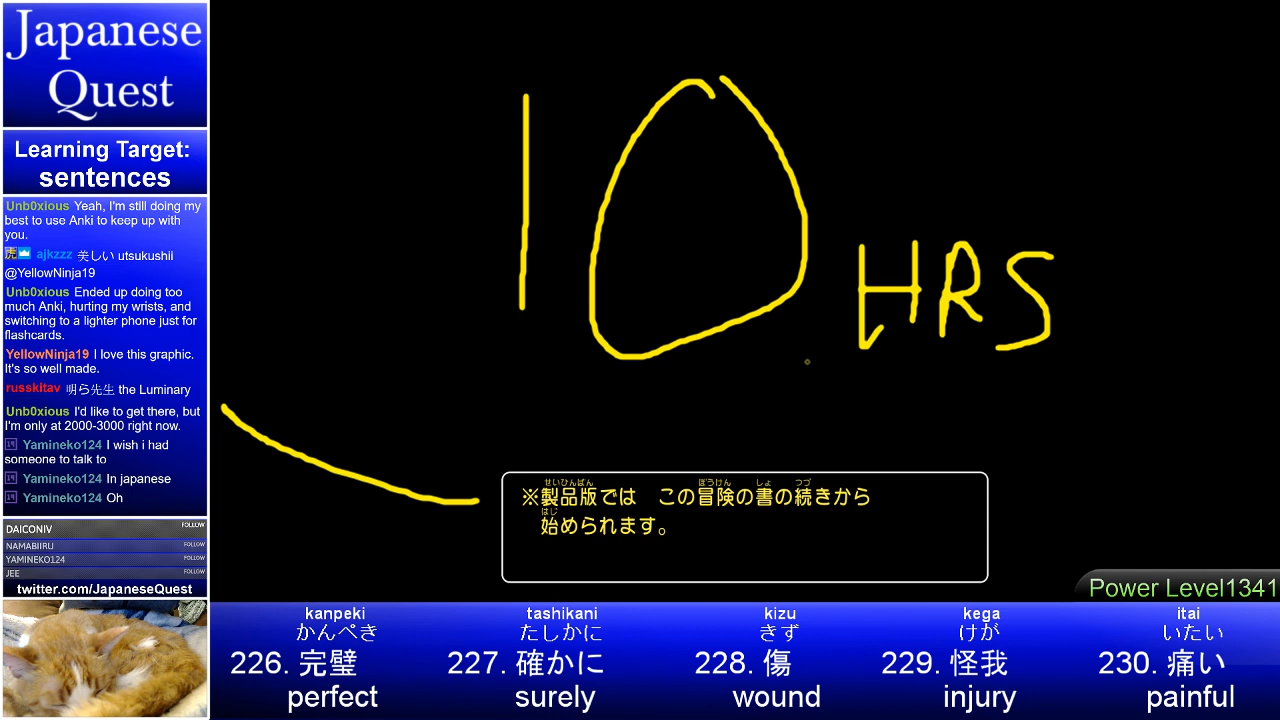 Japanese
Quest
Learning Target:
sentences
Unb0xious Yeah, I'm still doing my
best to use Anki to keep up with
you.
虎 ajkzzz 美しい utsukushii
@YellowNinja19
Unb0xious Ended up doing too
much Anki, hurting my wrists, and
switching to a lighter phone just for
flashcards.
YellowNinja19 I love this graphic.
It's so well made.
russkitav 明ら先生 the Luminary
Unb0xious I'd like to get there, but
I'm only at 2000-3000 right now.
Yamineko124 I wish i had
someone to talk to
Yamineko124 In japanese
Yamineko124 Oh
DAICONIV FOLLOW
NAMABIIRU FOLLOW
YAMINEKO124 FOLLOW
JEE FOLLOW
twitter.com/JapaneseQuest
10 HRS
せいひんばん ぼうけん しょ つづ
※製品版では この冒険の書の続きから
はじ
始められます。
Power Level1341
kanpeki tashikani kizu kega itai
かんぺき たしかに きず けが いたい
226. 完璧 227. 確かに 228. 傷 229. 怪我 230. 痛い
perfect surely wound injury painful